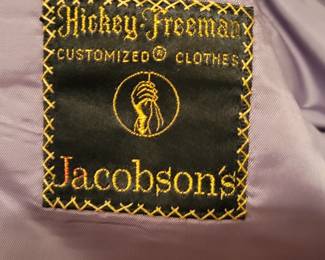 Hickey-Freeman
CUSTOMIZED® CLOTHES
Jacobson's